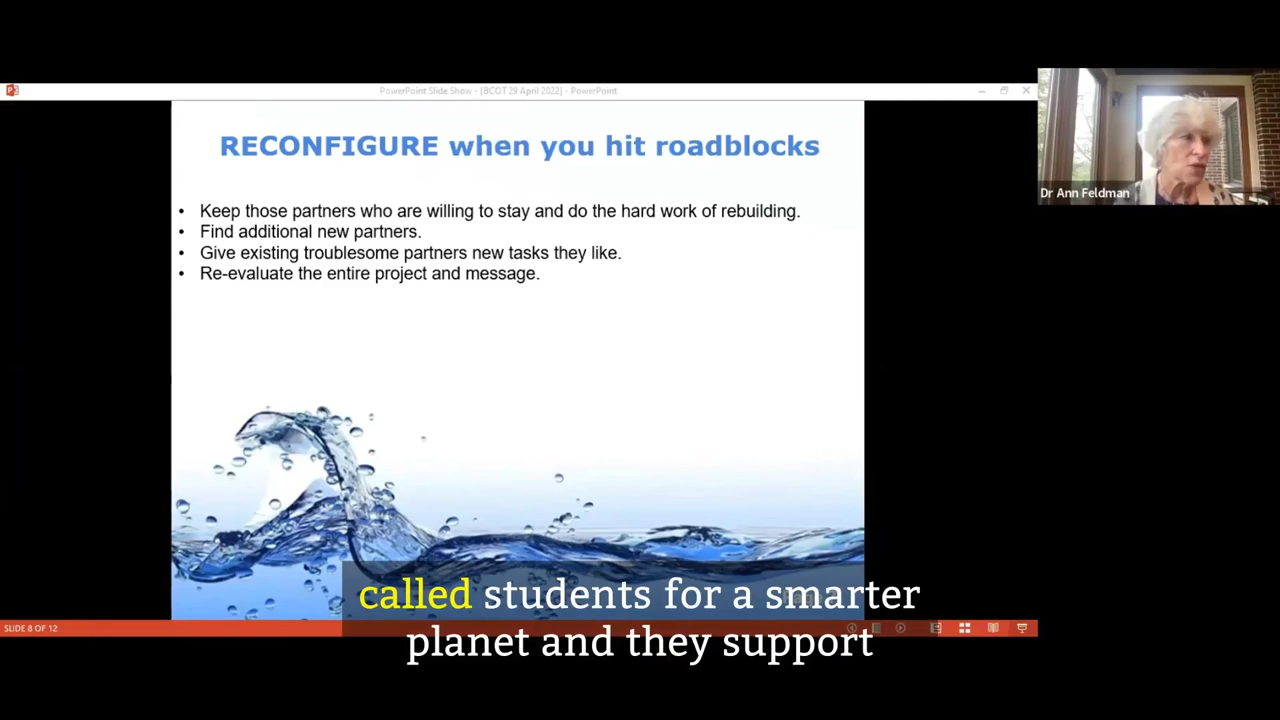 PowerPoint Slide Show - [BCOT 29 April 2022] - PowerPoint
RECONFIGURE when you hit roadblocks
• Keep those partners who are willing to stay and do the hard work of rebuilding.
• Find additional new partners.
• Give existing troublesome partners new tasks they like.
• Re-evaluate the entire project and message.
Dr Ann Feldman
called students for a smarter
planet and they support
SLIDE 8 OF 12